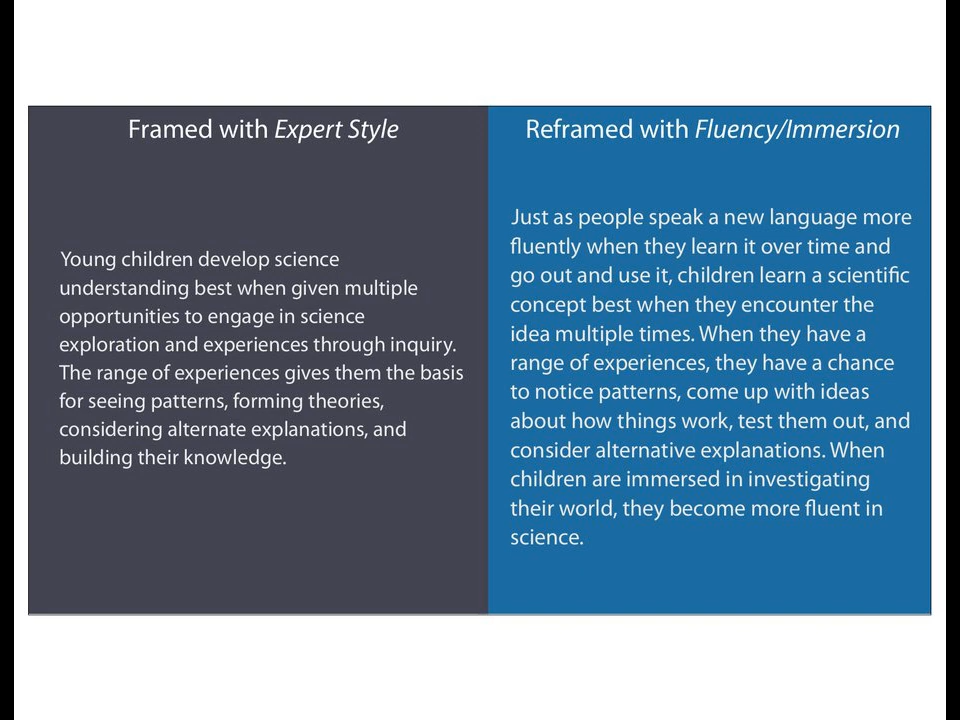 Framed with Expert Style
Young children develop science
understanding best when given multiple
opportunities to engage in science
exploration and experiences through inquiry.
The range of experiences gives them the basis
for seeing patterns, forming theories,
considering alternate explanations, and
building their knowledge.
Reframed with Fluency/Immersion
Just as people speak a new language more
fluently when they learn it over time and
go out and use it, children learn a scientific
concept best when they encounter the
idea multiple times. When they have a
range of experiences, they have a chance
to notice patterns, come up with ideas
about how things work, test them out, and
consider alternative explanations. When
children are immersed in investigating
their world, they become more fluent in
science.